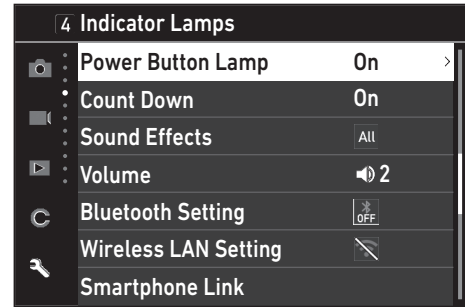 4 Indicator Lamps
Power Button Lamp On
Count Down On
Sound Effects All
Volume 2
Bluetooth Setting OFF
C
Wireless LAN Setting
Smartphone Link